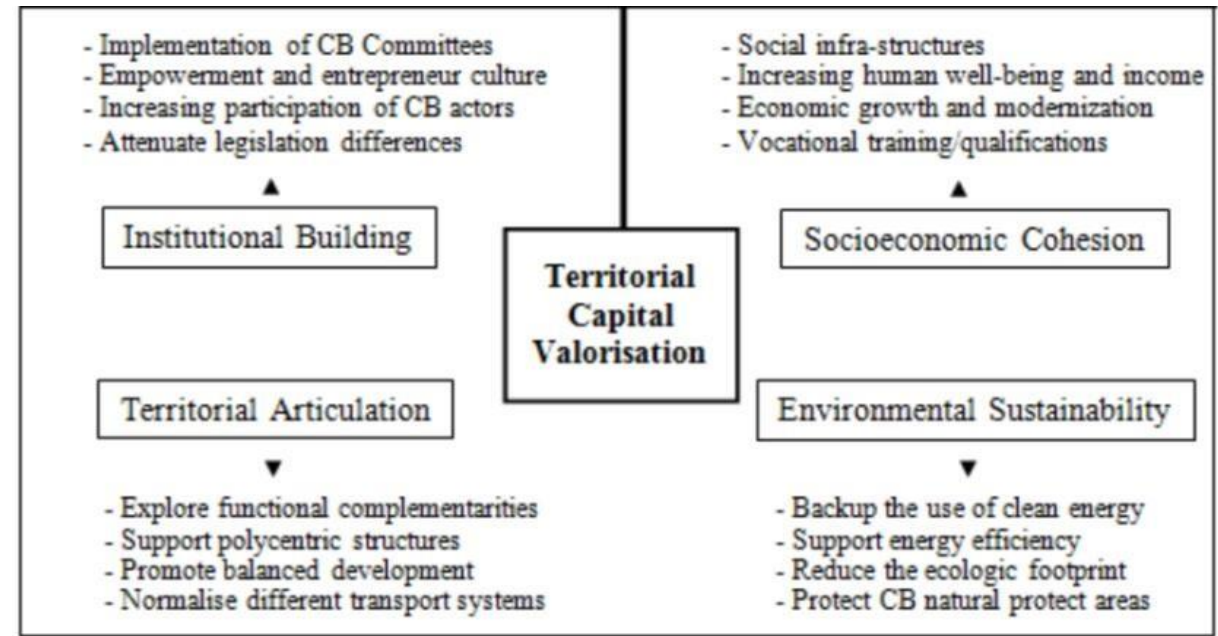 - Implementation of CB Committees
- Empowerment and entrepreneur culture
- Increasing participation of CB actors
- Attenuate legislation differences
Institutional Building
- Social infra-structures
- Increasing human well-being and income
- Economic growth and modernization
- Vocational training/qualifications
Socioeconomic Cohesion
Territorial
Capital
Valorisation
Territorial Articulation
- Explore functional complementarities
- Support polycentric structures
- Promote balanced development
- Normalise different transport systems
Environmental Sustainability
- Backup the use of clean energy
- Support energy efficiency
- Reduce the ecologic footprint
- Protect CB natural protect areas